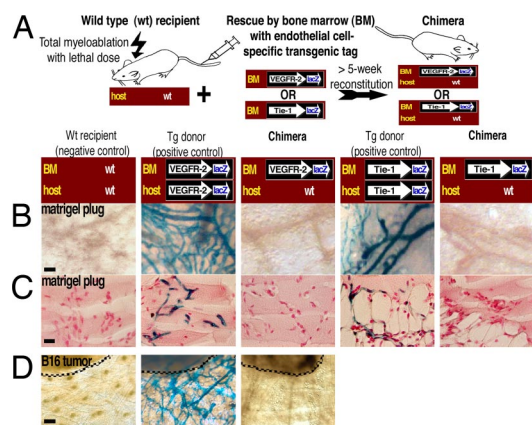 A
Wild type (wt) recipient
Total myeloablation
with lethal dose
host wt
+
Rescue by bone marrow (BM)
with endothelial cell-
specific transgenic tag
BM VEGFR-2 lacZ
OR
BM Tie-1 lacZ
> 5-week
reconstitution
Chimera
BM VEGFR-2 lacZ
host wt
OR
BM Tie-1 lacZ
host wt
Wt recipient
(negative control)
Tg donor
(positive control)
Chimera
Tg donor
(positive control)
Chimera
BM wt
host wt
VEGFR-2 lacZ
VEGFR-2 lacZ
BM VEGFR-2 lacZ
host wt
BM Tie-1 lacZ
host Tie-1 lacZ
BM Tie-1 lacZ
host wt
B
matrigel plug
C
matrigel plug
D
B16 tumor